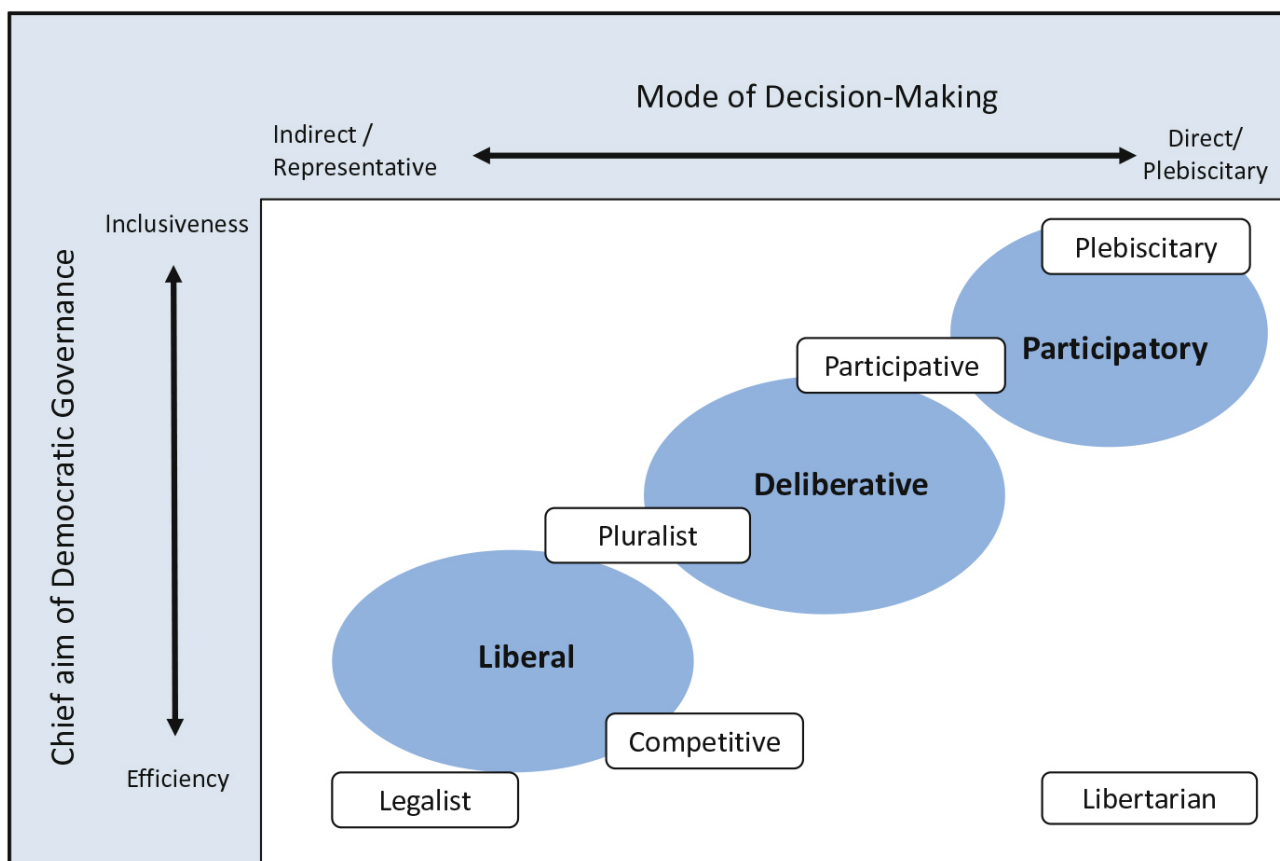 Mode of Decision-Making
Indirect /
Representative
Direct/
Plebiscitary
Chief aim of Democratic Governance
Inclusiveness
Efficiency
Plebiscitary
Participatory
Participative
Deliberative
Pluralist
Liberal
Competitive
Legalist
Libertarian